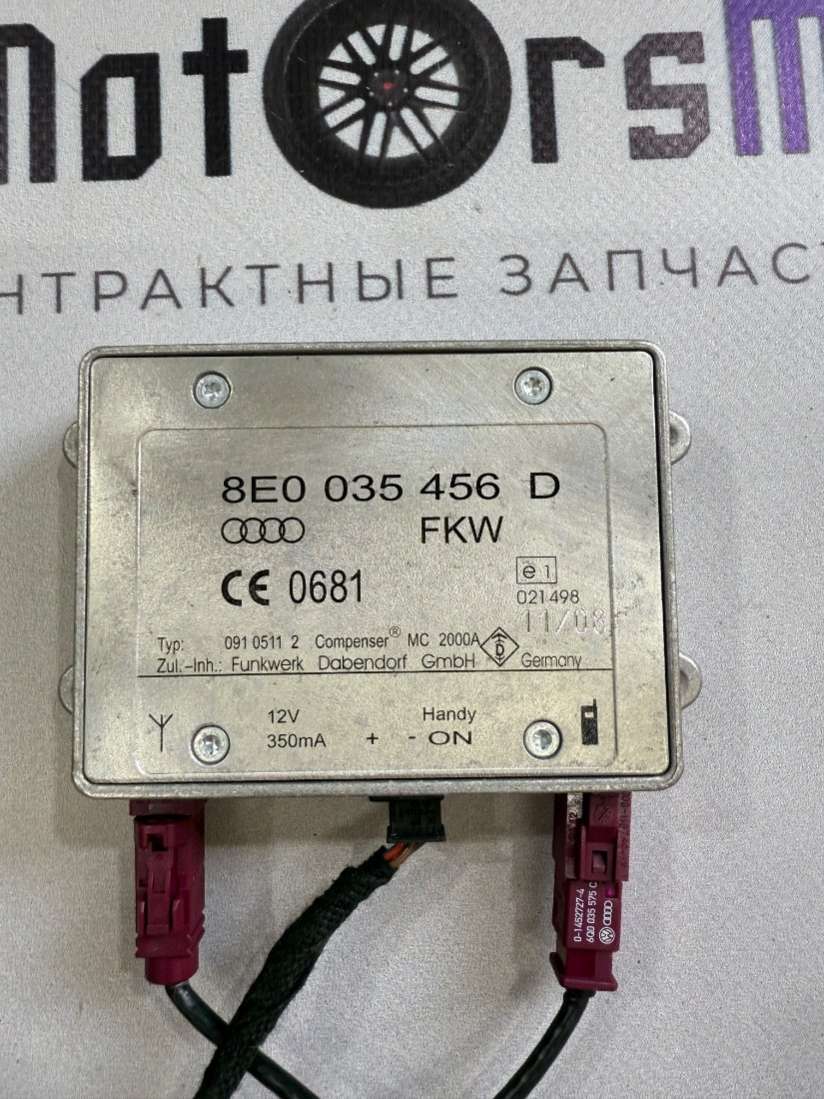 MotorsM
НТРАКТНЫЕ ЗАПЧАС
8E0 035 456 D
FKW
CE 0681
e1
021498
11/08
Typ: 091 0511 2 Compenser® MC 2000A
Zul.-Inh.: Funkwerk Dabendorf GmbH D Germany
12V Handy
350mA + - ON
0-1452727-4
6Q0 035 575 C